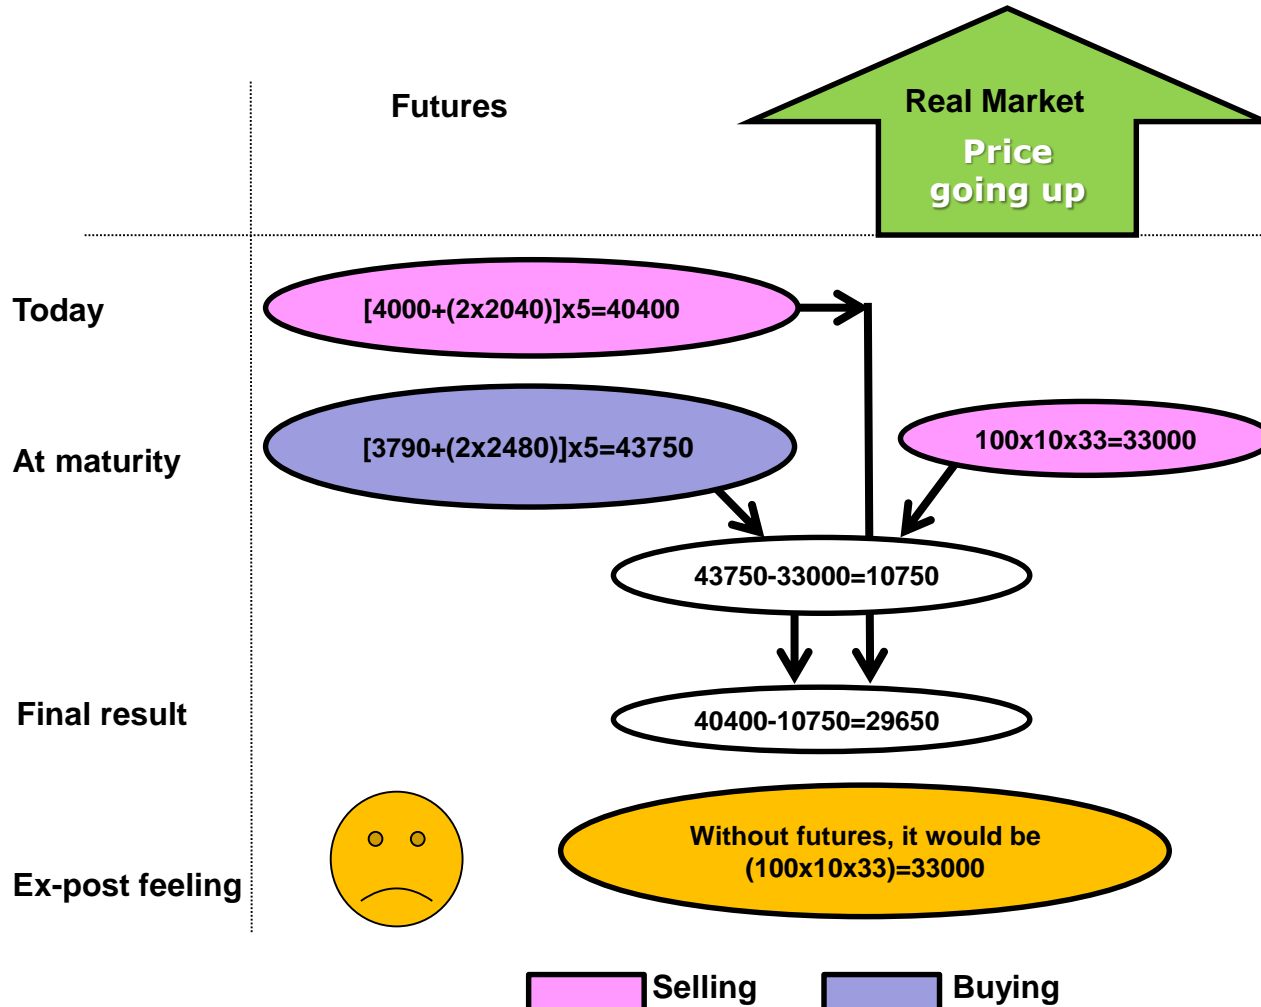 Futures
Real Market
Price
going up
Today
[4000+(2x2040)]x5=40400
At maturity
[3790+(2x2480)]x5=43750
100x10x33=33000
43750-33000=10750
Final result
40400-10750=29650
Ex-post feeling
Without futures, it would be
(100x10x33)=33000
Selling
Buying